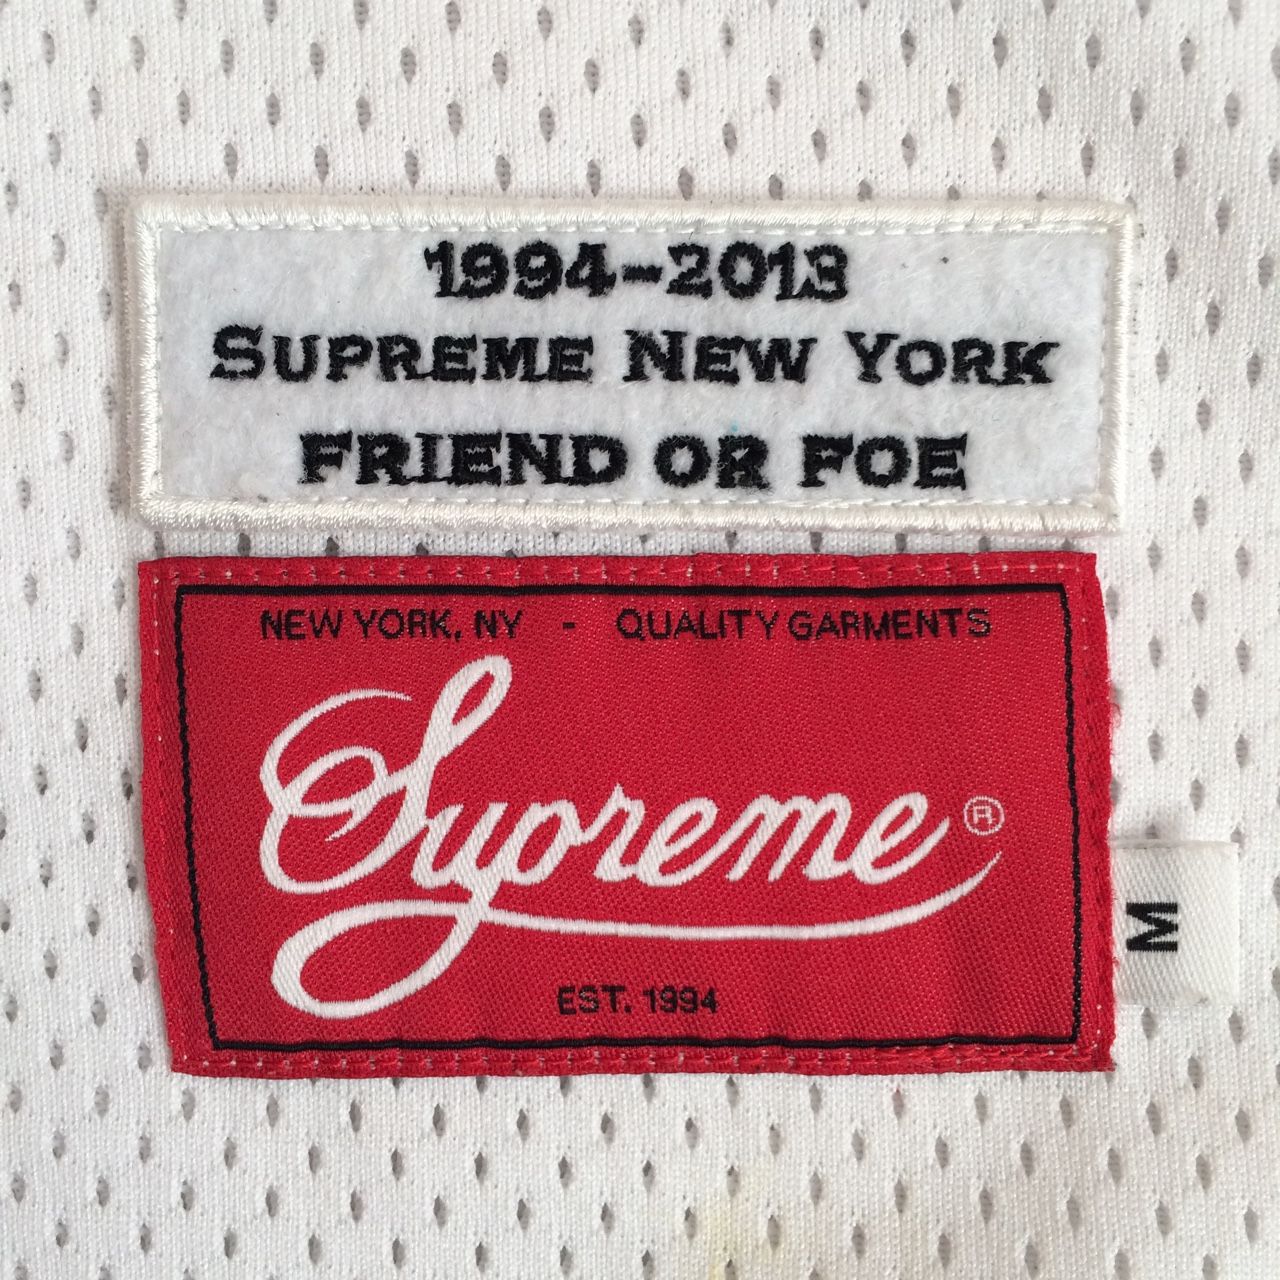 1994-2013
SUPREME NEW YORK
FRIEND OR FOE
NEW YORK, NY - QUALITY GARMENTS
Supreme ®
M
EST. 1994